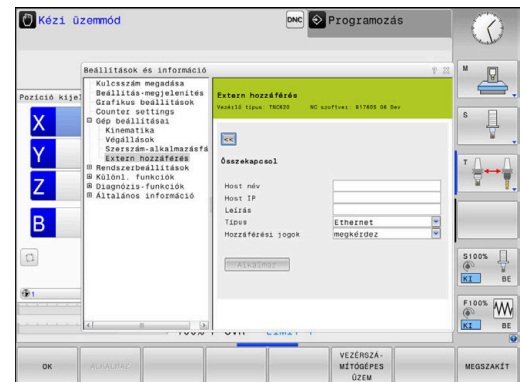 Kézi üzemmód
DNC
Programozás
Beállítások és információ
Kulcsszám megadása
Beállítás-megjelenítés
Grafikus beállítások
Counter settings
Gép beállításai
Kinematika
Végállások
Szerszám-alkalmazásfá
Extern hozzáférés
Rendszerbeállítások
Különl. funkciók
Diagnózis-funkciók
Általános információ
Extern hozzáférés
Vezérlő típus: TNC620 NC szoftver: 817603 08 Dev
<<
Összekapcsol
Host név
Host IP
Leírás
Típus
Ethernet
Hozzáférési jogok
megkérdez
Alkalmaz
Pozíció kijel
X
Y
Z
B
1
M
S
T
S100%
KI
BE
F100%
KI
BE
OK
ALKALMAZ
VEZÉRSZÁ-
MÍTÓGÉPES
ÜZEM
MEGSZAKÍT